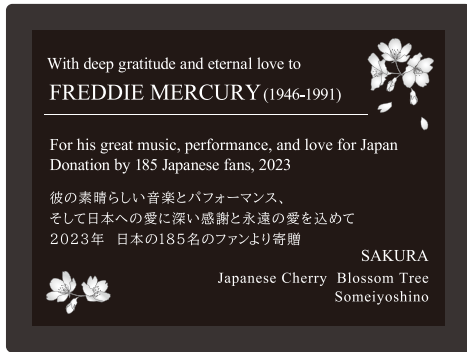 With deep gratitude and eternal love to
FREDDIE MERCURY (1946-1991)
For his great music, performance, and love for Japan
Donation by 185 Japanese fans, 2023
彼の素晴らしい音楽とパフォーマンス、
そして日本への愛に深い感謝と永遠の愛を込めて
2023年 日本の185名のファンより寄贈
SAKURA
Japanese Cherry Blossom Tree
Someiyoshino